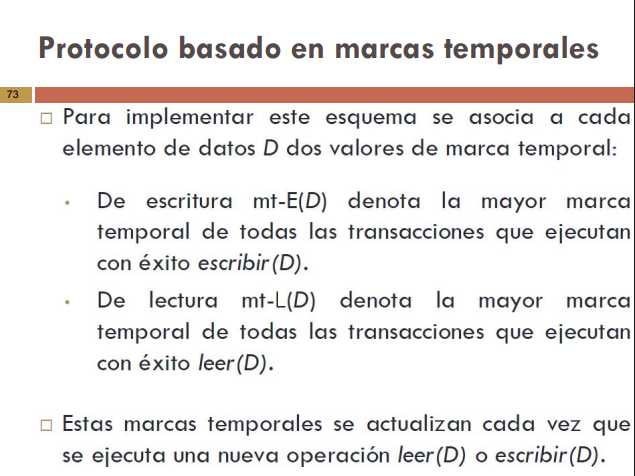 Protocolo basado en marcas temporales
73
□ Para implementar este esquema se asocia a cada
elemento de datos D dos valores de marca temporal:
• De escritura mt-E(D) denota la mayor marca
temporal de todas las transacciones que ejecutan
con éxito escribir(D).
• De lectura mt-L(D) denota la mayor marca
temporal de todas las transacciones que ejecutan
con éxito leer(D).
□ Estas marcas temporales se actualizan cada vez que
se ejecuta una nueva operación leer(D) o escribir(D).